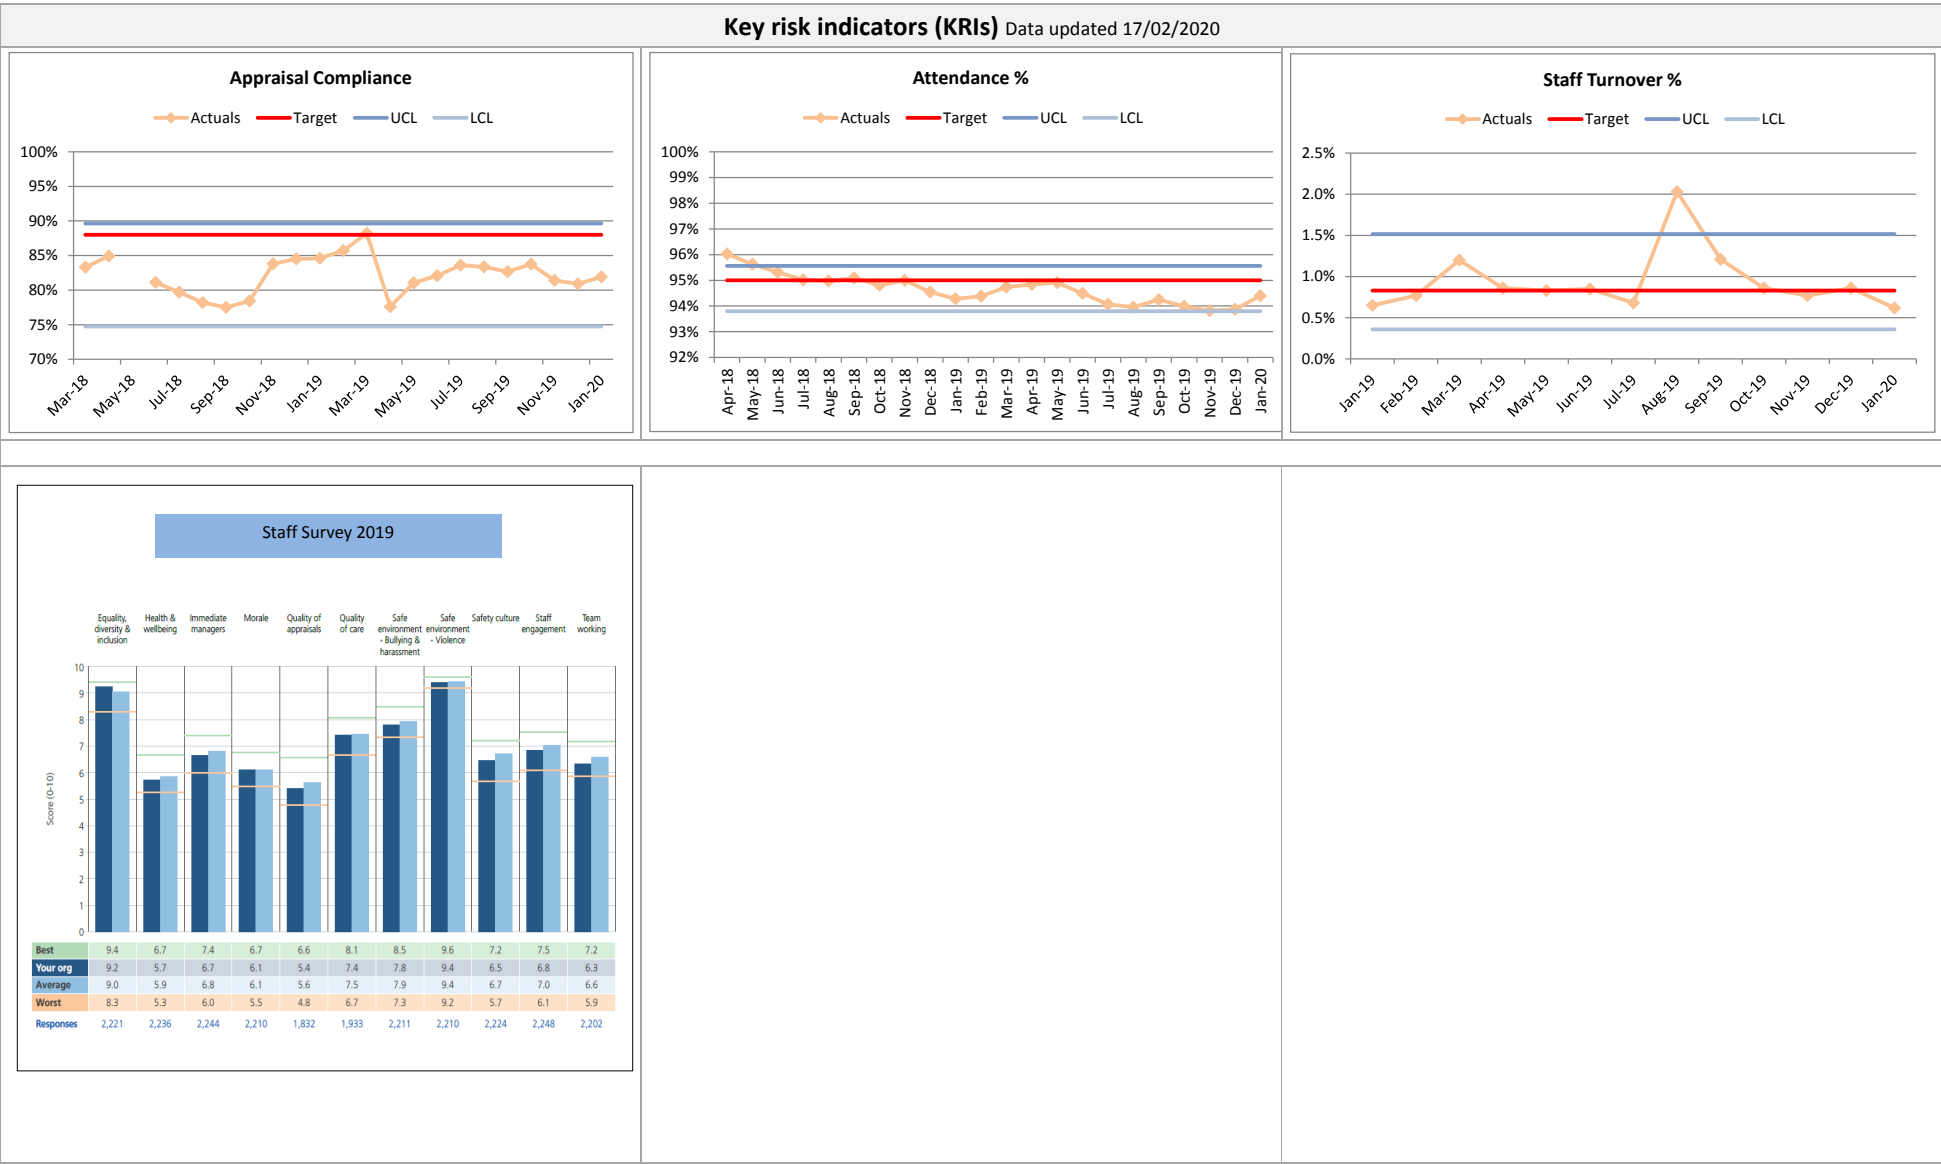 Key risk indicators (KRIs) Data updated 17/02/2020
Appraisal Compliance
Actuals Target UCL LCL
100%
95%
90%
85%
80%
75%
70%
Mar-18 May-18 Jul-18 Sep-18 Nov-18 Jan-19 Mar-19 May-19 Jul-19 Sep-19 Nov-19 Jan-20
Attendance %
Actuals Target UCL LCL
100%
99%
98%
97%
96%
95%
94%
93%
92%
Apr-18 May-18 Jun-18 Jul-18 Aug-18 Sep-18 Oct-18 Nov-18 Dec-18 Jan-19 Feb-19 Mar-19 Apr-19 May-19 Jun-19 Jul-19 Aug-19 Sep-19 Oct-19 Nov-19 Dec-19 Jan-20
Staff Turnover %
Actuals Target UCL LCL
2.5%
2.0%
1.5%
1.0%
0.5%
0.0%
Jan-19 Feb-19 Mar-19 Apr-19 May-19 Jun-19 Jul-19 Aug-19 Sep-19 Oct-19 Nov-19 Dec-19 Jan-20
Staff Survey 2019
Equality, Health & Immediate Morale Quality of Quality Safe Safe Safety culture Staff Team
diversity & wellbeing managers appraisals of care environment environment engagement working
inclusion - Bullying & - Violence
harassment
10
9
8
7
6
5
4
3
2
1
0
Score (0-10)
Best 9.4 6.7 7.4 6.7 6.6 8.1 8.5 9.6 7.2 7.5 7.2
Your org 9.2 5.7 6.7 6.1 5.4 7.4 7.8 9.4 6.5 6.8 6.3
Average 9.0 5.9 6.8 6.1 5.6 7.5 7.9 9.4 6.7 7.0 6.6
Worst 8.3 5.3 6.0 5.5 4.8 6.7 7.3 9.2 5.7 6.1 5.9
Responses 2,221 2,236 2,244 2,210 1,832 1,933 2,211 2,210 2,224 2,248 2,202